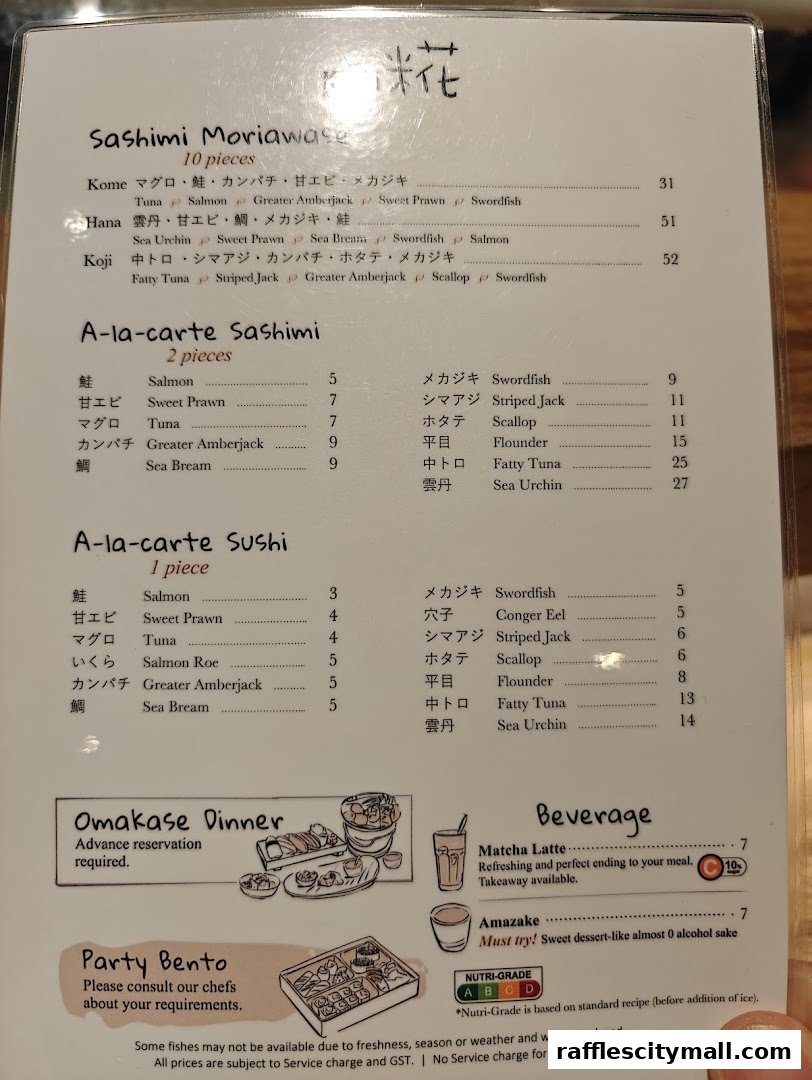 糀
Sashimi Moriawase
10 pieces
Kome マグロ・鮭・カンパチ・甘エビ・メカジキ 31
Tuna Salmon Greater Amberjack Sweet Prawn Swordfish
Hana 雲丹・甘エビ・鯛・メカジキ・鮭 51
Sea Urchin Sweet Prawn Sea Bream Swordfish Salmon
Koji 中トロ・シマアジ・カンパチ・ホタテ・メカジキ 52
Fatty Tuna Striped Jack Greater Amberjack Scallop Swordfish
A-la-carte Sashimi
2 pieces
鮭 Salmon 5
甘エビ Sweet Prawn 7
マグロ Tuna 7
カンパチ Greater Amberjack 9
鯛 Sea Bream 9
メカジキ Swordfish 9
シマアジ Striped Jack 11
ホタテ Scallop 11
平目 Flounder 15
中トロ Fatty Tuna 25
雲丹 Sea Urchin 27
A-la-carte Sushi
1 piece
鮭 Salmon 3
甘エビ Sweet Prawn 4
マグロ Tuna 4
いくら Salmon Roe 5
カンパチ Greater Amberjack 5
鯛 Sea Bream 5
メカジキ Swordfish 5
穴子 Conger Eel 5
シマアジ Striped Jack 6
ホタテ Scallop 6
平目 Flounder 8
中トロ Fatty Tuna 13
雲丹 Sea Urchin 14
Omakase Dinner
Advance reservation
required.
Party Bento
Please consult our chefs
about your requirements.
Beverage
Matcha Latte 7
Refreshing and perfect ending to your meal.
Takeaway available.
C 10% sugar
Amazake 7
Must try! Sweet dessert-like almost 0 alcohol sake
NUTRI-GRADE
A B C D
*Nutri-Grade is based on standard recipe (before addition of ice).
Some fishes may not be available due to freshness, season or weather and
All prices are subject to Service charge and GST. | No Service charge for
rafflescitymall.com